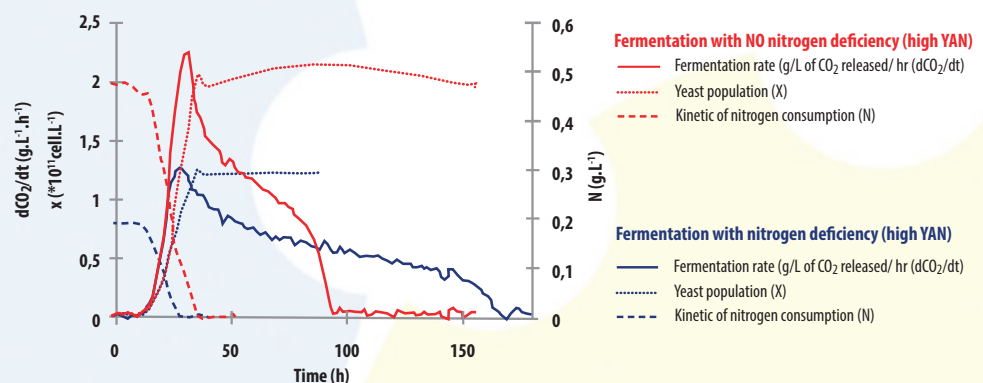 2,5
2
1,5
1
0,5
0
dCO2/dt (g.L-1.h-1)
x (*10^11cell.L-1)
0
50
100
150
Time (h)
0,6
0,5
0,4
0,3
0,2
0,1
0
N (g.L-1)
Fermentation with NO nitrogen deficiency (high YAN)
Fermentation rate (g/L of CO2 released/ hr (dCO2/dt)
Yeast population (X)
Kinetic of nitrogen consumption (N)
Fermentation with nitrogen deficiency (high YAN)
Fermentation rate (g/L of CO2 released/ hr (dCO2/dt)
Yeast population (X)
Kinetic of nitrogen consumption (N)